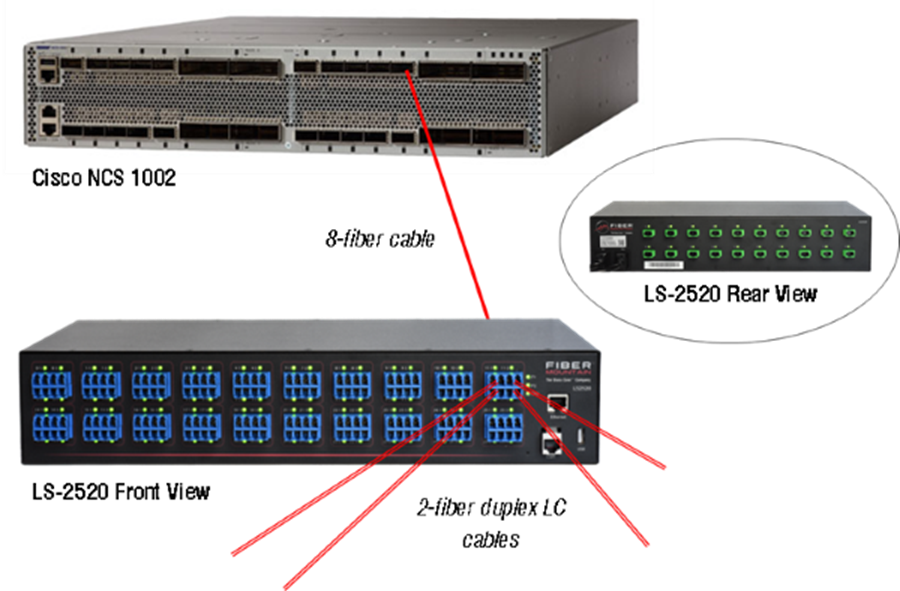 Cisco NCS 1002
8-fiber cable
FIBER
LS-2520 Rear View
FIBER
MOUNTAIN
LS-2520 Front View
2-fiber duplex LC
cables